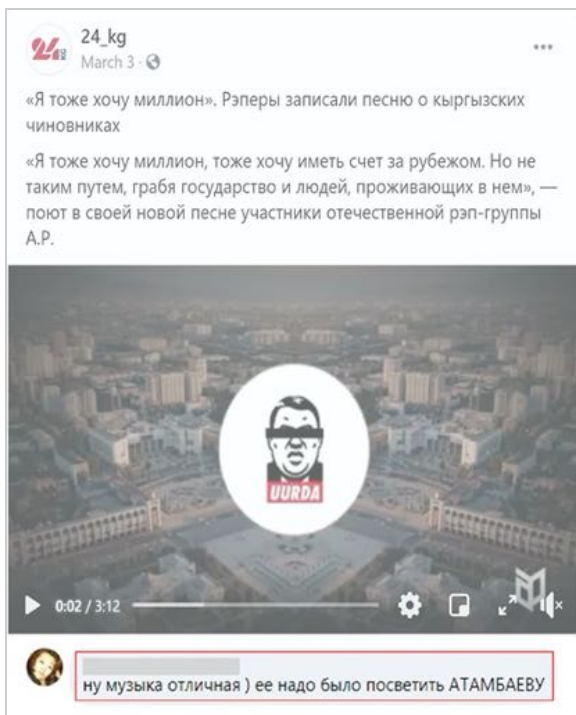 24_kg
March 3
«Я тоже хочу миллион». Рэперы записали песню о кыргызских
чиновниках
«Я тоже хочу миллион, тоже хочу иметь счет за рубежом. Но не
таким путем, грабя государство и людей, проживающих в нем», —
поют в своей новой песне участники отечественной рэп-группы
А.Р.
UURDA
0:02 / 3:12
ну музыка отличная ) ее надо было посветить АТАМБАЕВУ